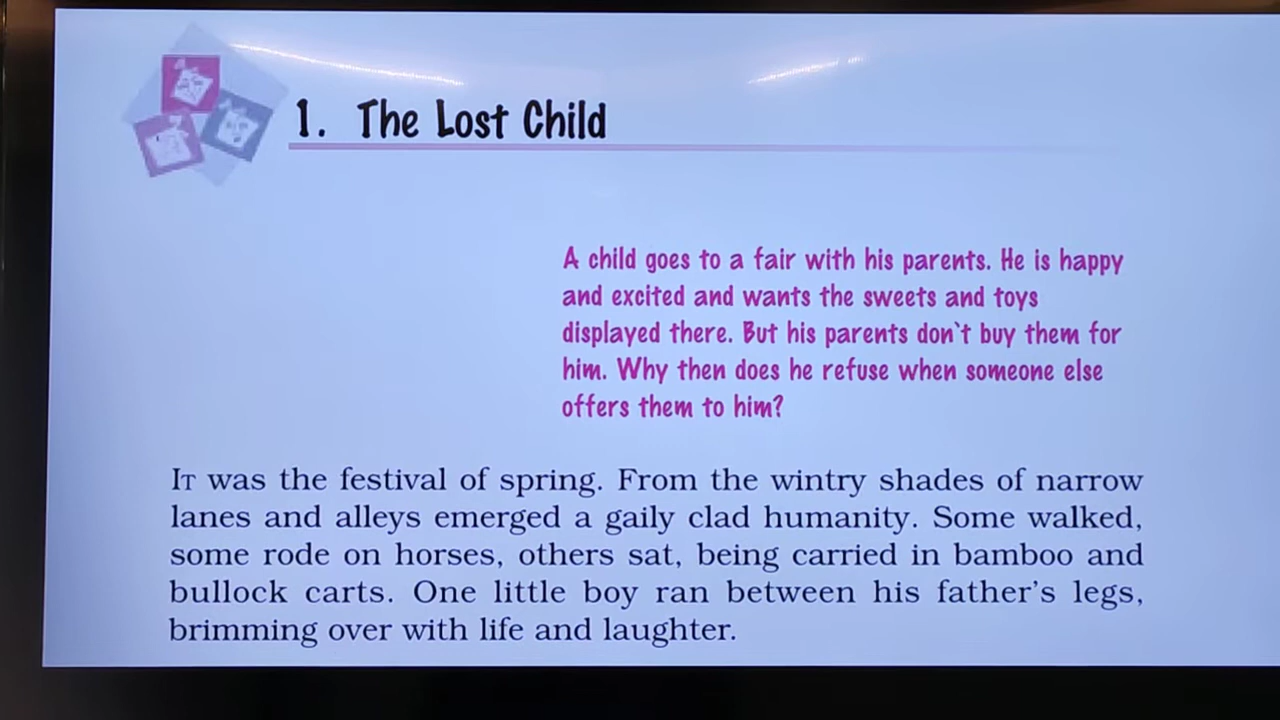 1. The Lost Child
A child goes to a fair with his parents. He is happy
and excited and wants the sweets and toys
displayed there. But his parents don`t buy them for
him. Why then does he refuse when someone else
offers them to him?
IT was the festival of spring. From the wintry shades of narrow
lanes and alleys emerged a gaily clad humanity. Some walked,
some rode on horses, others sat, being carried in bamboo and
bullock carts. One little boy ran between his father's legs,
brimming over with life and laughter.